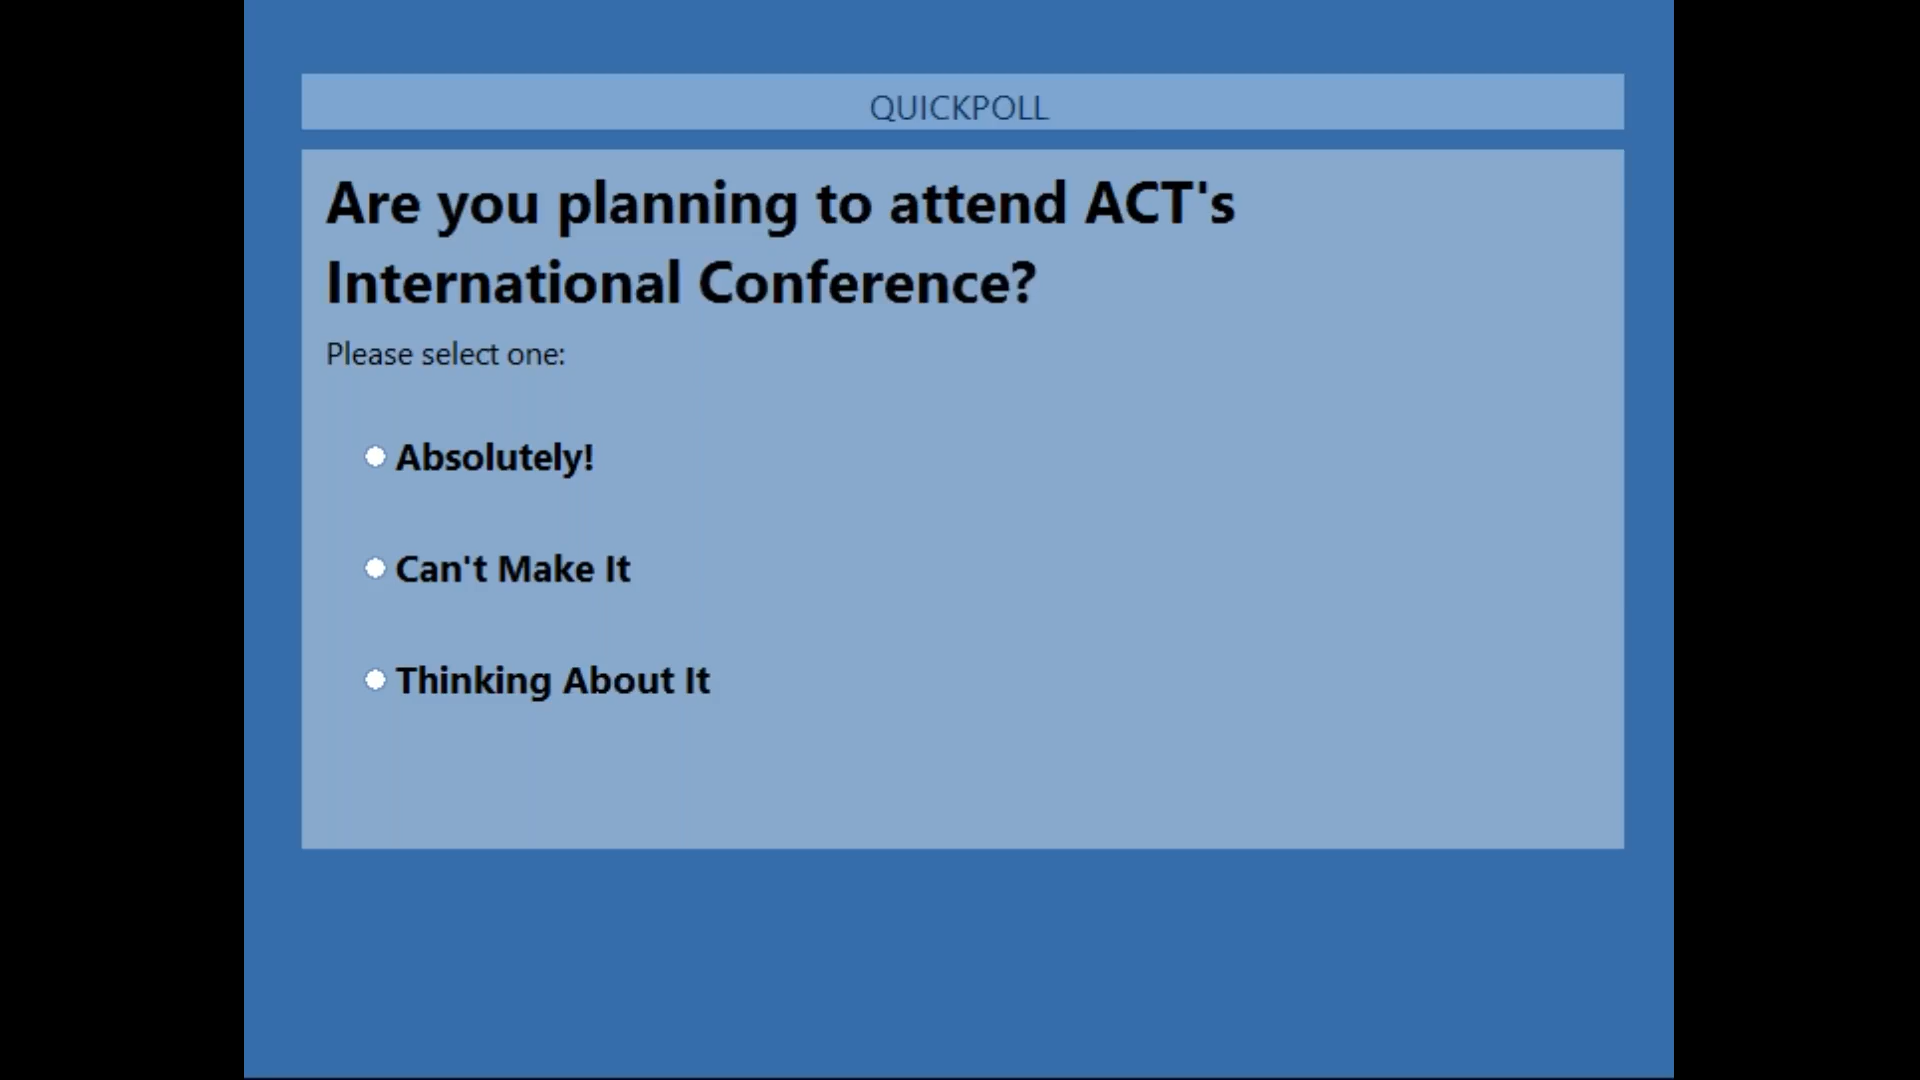 QUICKPOLL
Are you planning to attend ACT's
International Conference?
Please select one:
Absolutely!
Can't Make It
Thinking About It